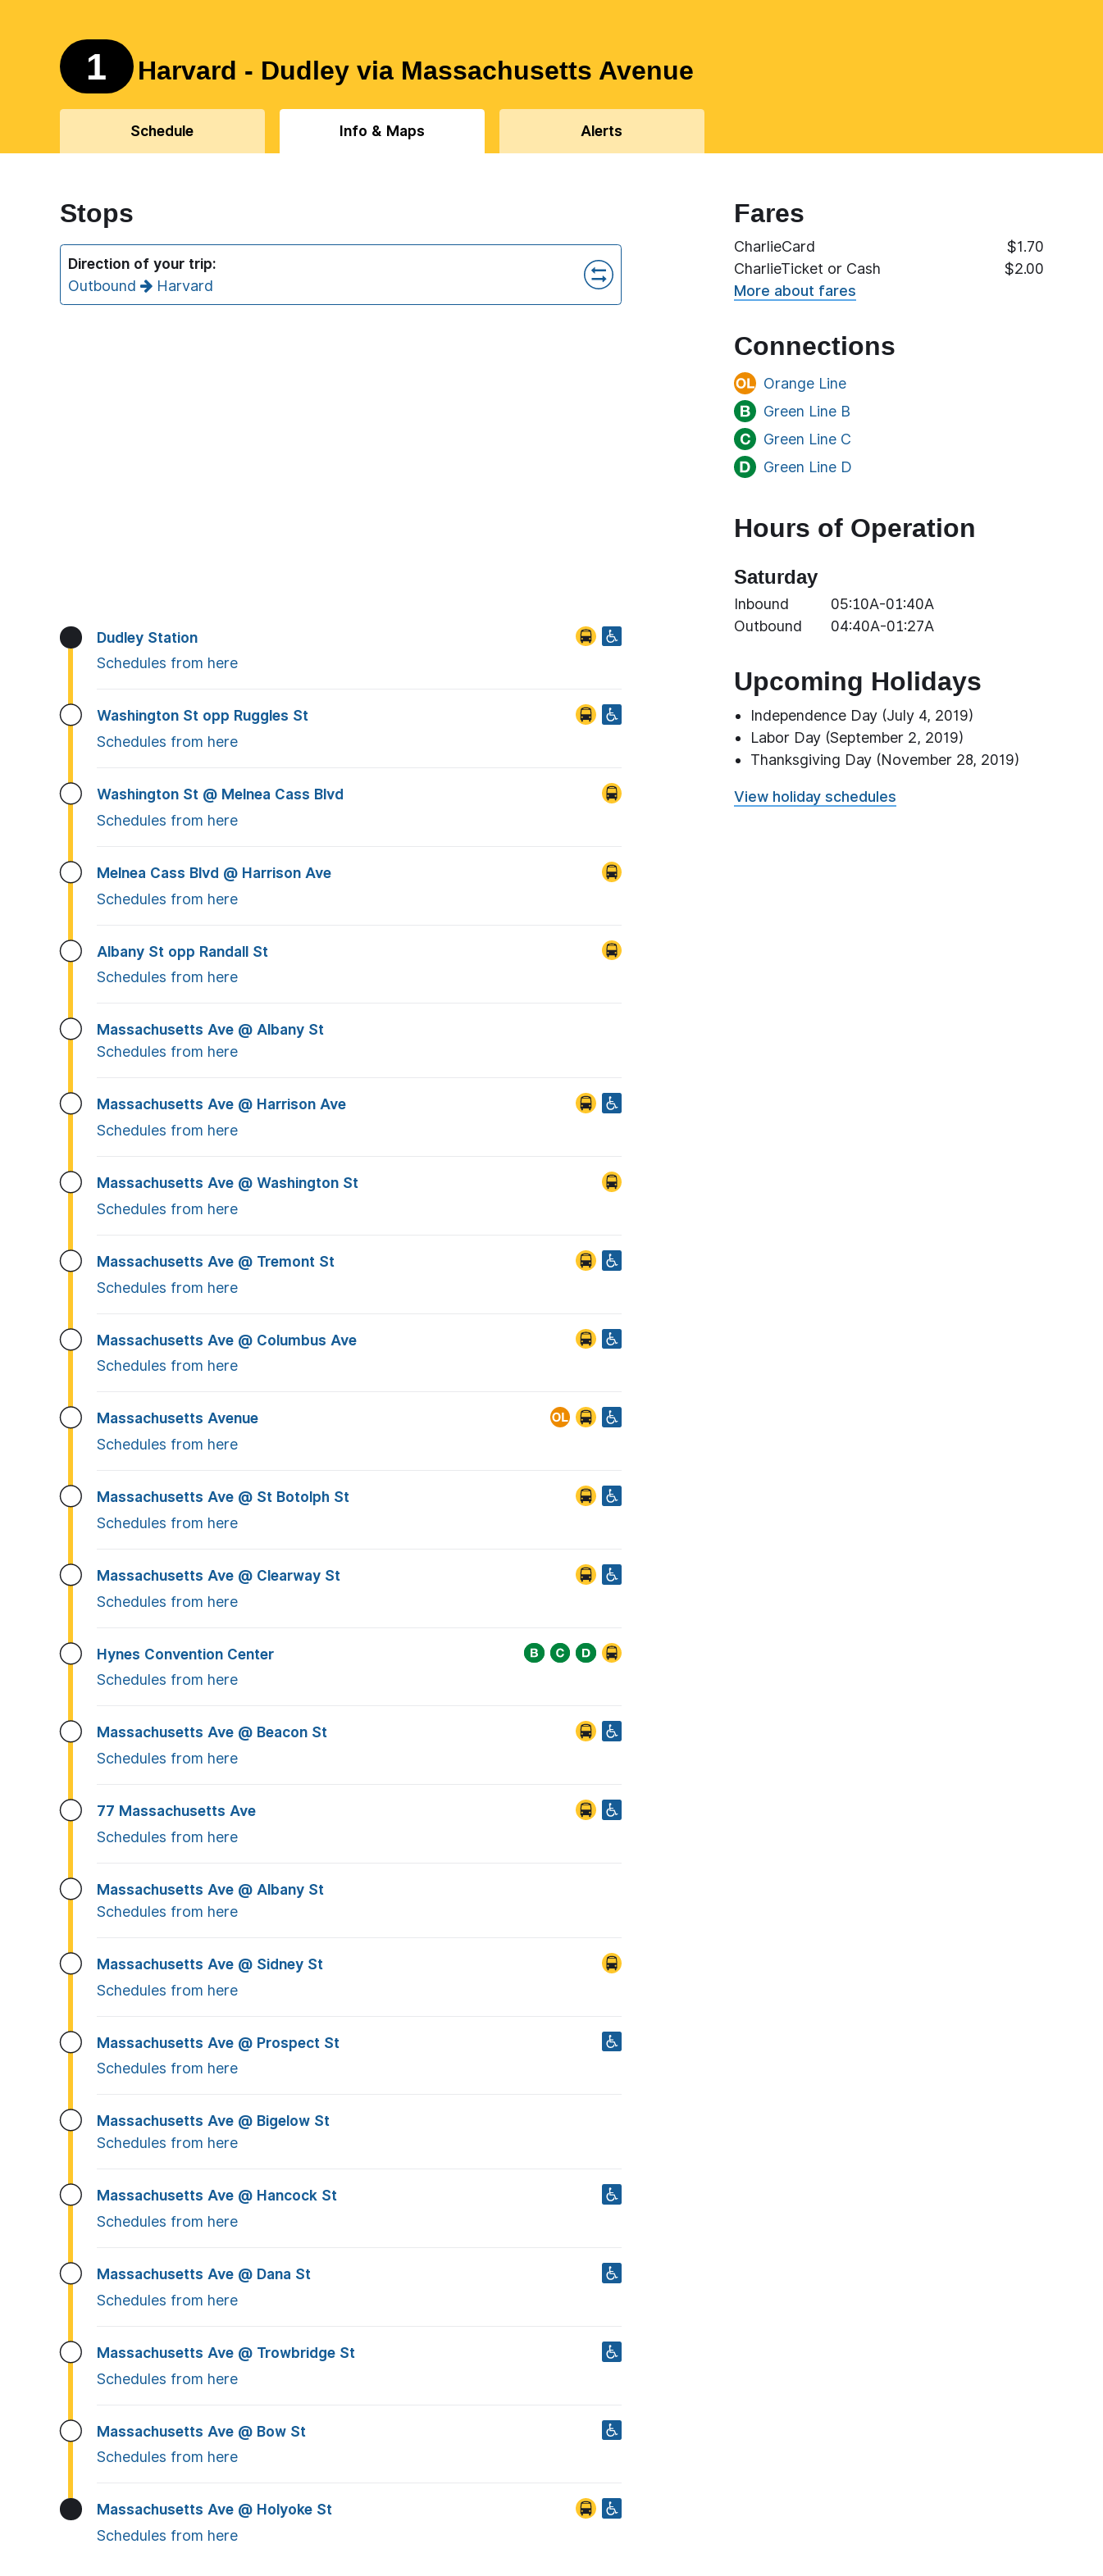 1 Harvard - Dudley via Massachusetts Avenue
Schedule
Info & Maps
Alerts
Stops
Direction of your trip:
Outbound → Harvard
Dudley Station
Schedules from here
Washington St opp Ruggles St
Schedules from here
Washington St @ Melnea Cass Blvd
Schedules from here
Melnea Cass Blvd @ Harrison Ave
Schedules from here
Albany St opp Randall St
Schedules from here
Massachusetts Ave @ Albany St
Schedules from here
Massachusetts Ave @ Harrison Ave
Schedules from here
Massachusetts Ave @ Washington St
Schedules from here
Massachusetts Ave @ Tremont St
Schedules from here
Massachusetts Ave @ Columbus Ave
Schedules from here
Massachusetts Avenue OL
Schedules from here
Massachusetts Ave @ St Botolph St
Schedules from here
Massachusetts Ave @ Clearway St
Schedules from here
Hynes Convention Center B C D
Schedules from here
Massachusetts Ave @ Beacon St
Schedules from here
77 Massachusetts Ave
Schedules from here
Massachusetts Ave @ Albany St
Schedules from here
Massachusetts Ave @ Sidney St
Schedules from here
Massachusetts Ave @ Prospect St
Schedules from here
Massachusetts Ave @ Bigelow St
Schedules from here
Massachusetts Ave @ Hancock St
Schedules from here
Massachusetts Ave @ Dana St
Schedules from here
Massachusetts Ave @ Trowbridge St
Schedules from here
Massachusetts Ave @ Bow St
Schedules from here
Massachusetts Ave @ Holyoke St
Schedules from here
Fares
CharlieCard $1.70
CharlieTicket or Cash $2.00
More about fares
Connections
OL Orange Line
B Green Line B
C Green Line C
D Green Line D
Hours of Operation
Saturday
Inbound 05:10A-01:40A
Outbound 04:40A-01:27A
Upcoming Holidays
• Independence Day (July 4, 2019)
• Labor Day (September 2, 2019)
• Thanksgiving Day (November 28, 2019)
View holiday schedules